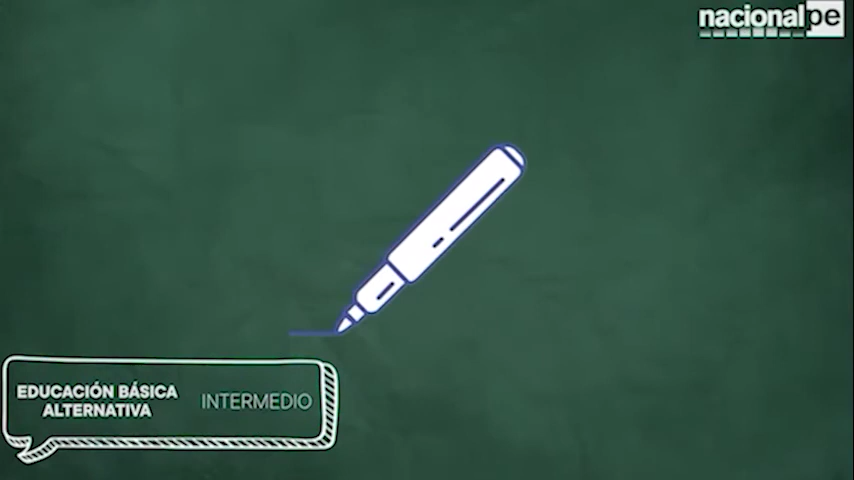 nacionalpe
EDUCACIÓN BÁSICA
ALTERNATIVA
INTERMEDIO